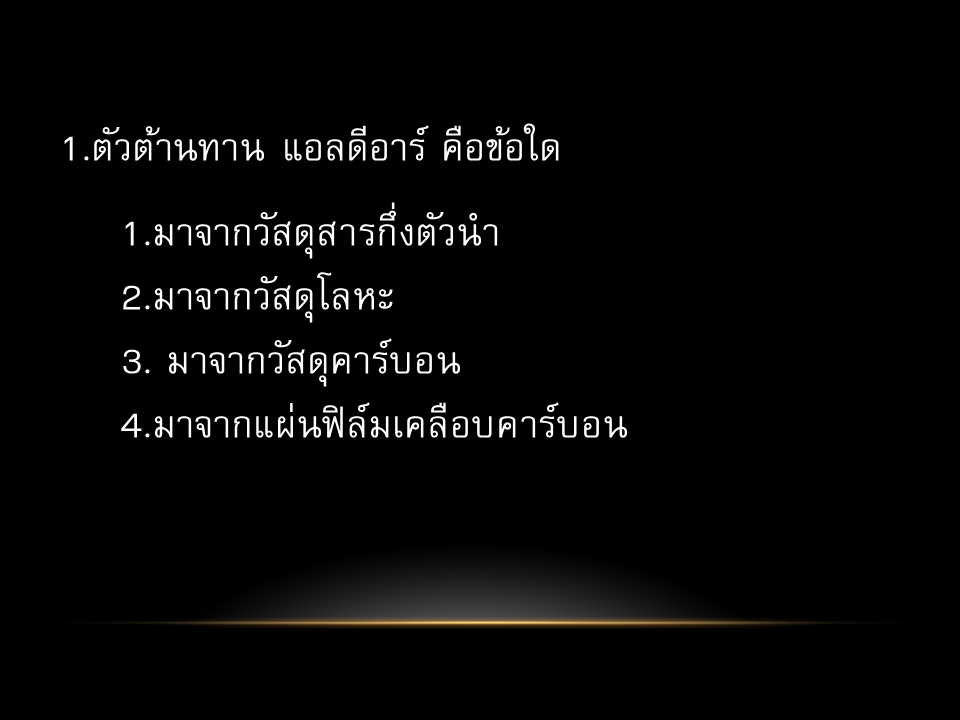 1.ตัวต้านทาน แอลดีอาร์ คือข้อใด
1.มาจากวัสดุสารกึ่งตัวนำ
2.มาจากวัสดุโลหะ
3. มาจากวัสดุคาร์บอน
4.มาจากแผ่นฟิล์มเคลือบคาร์บอน